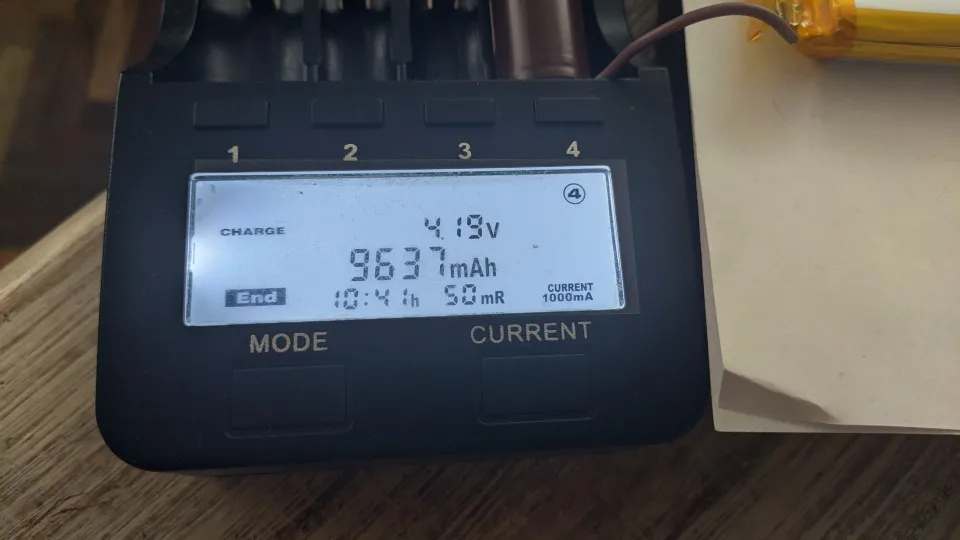 1 2 3 4
④
CHARGE 4.19V
9637mAh
End 10:41h 50mR CURRENT 1000mA
MODE CURRENT